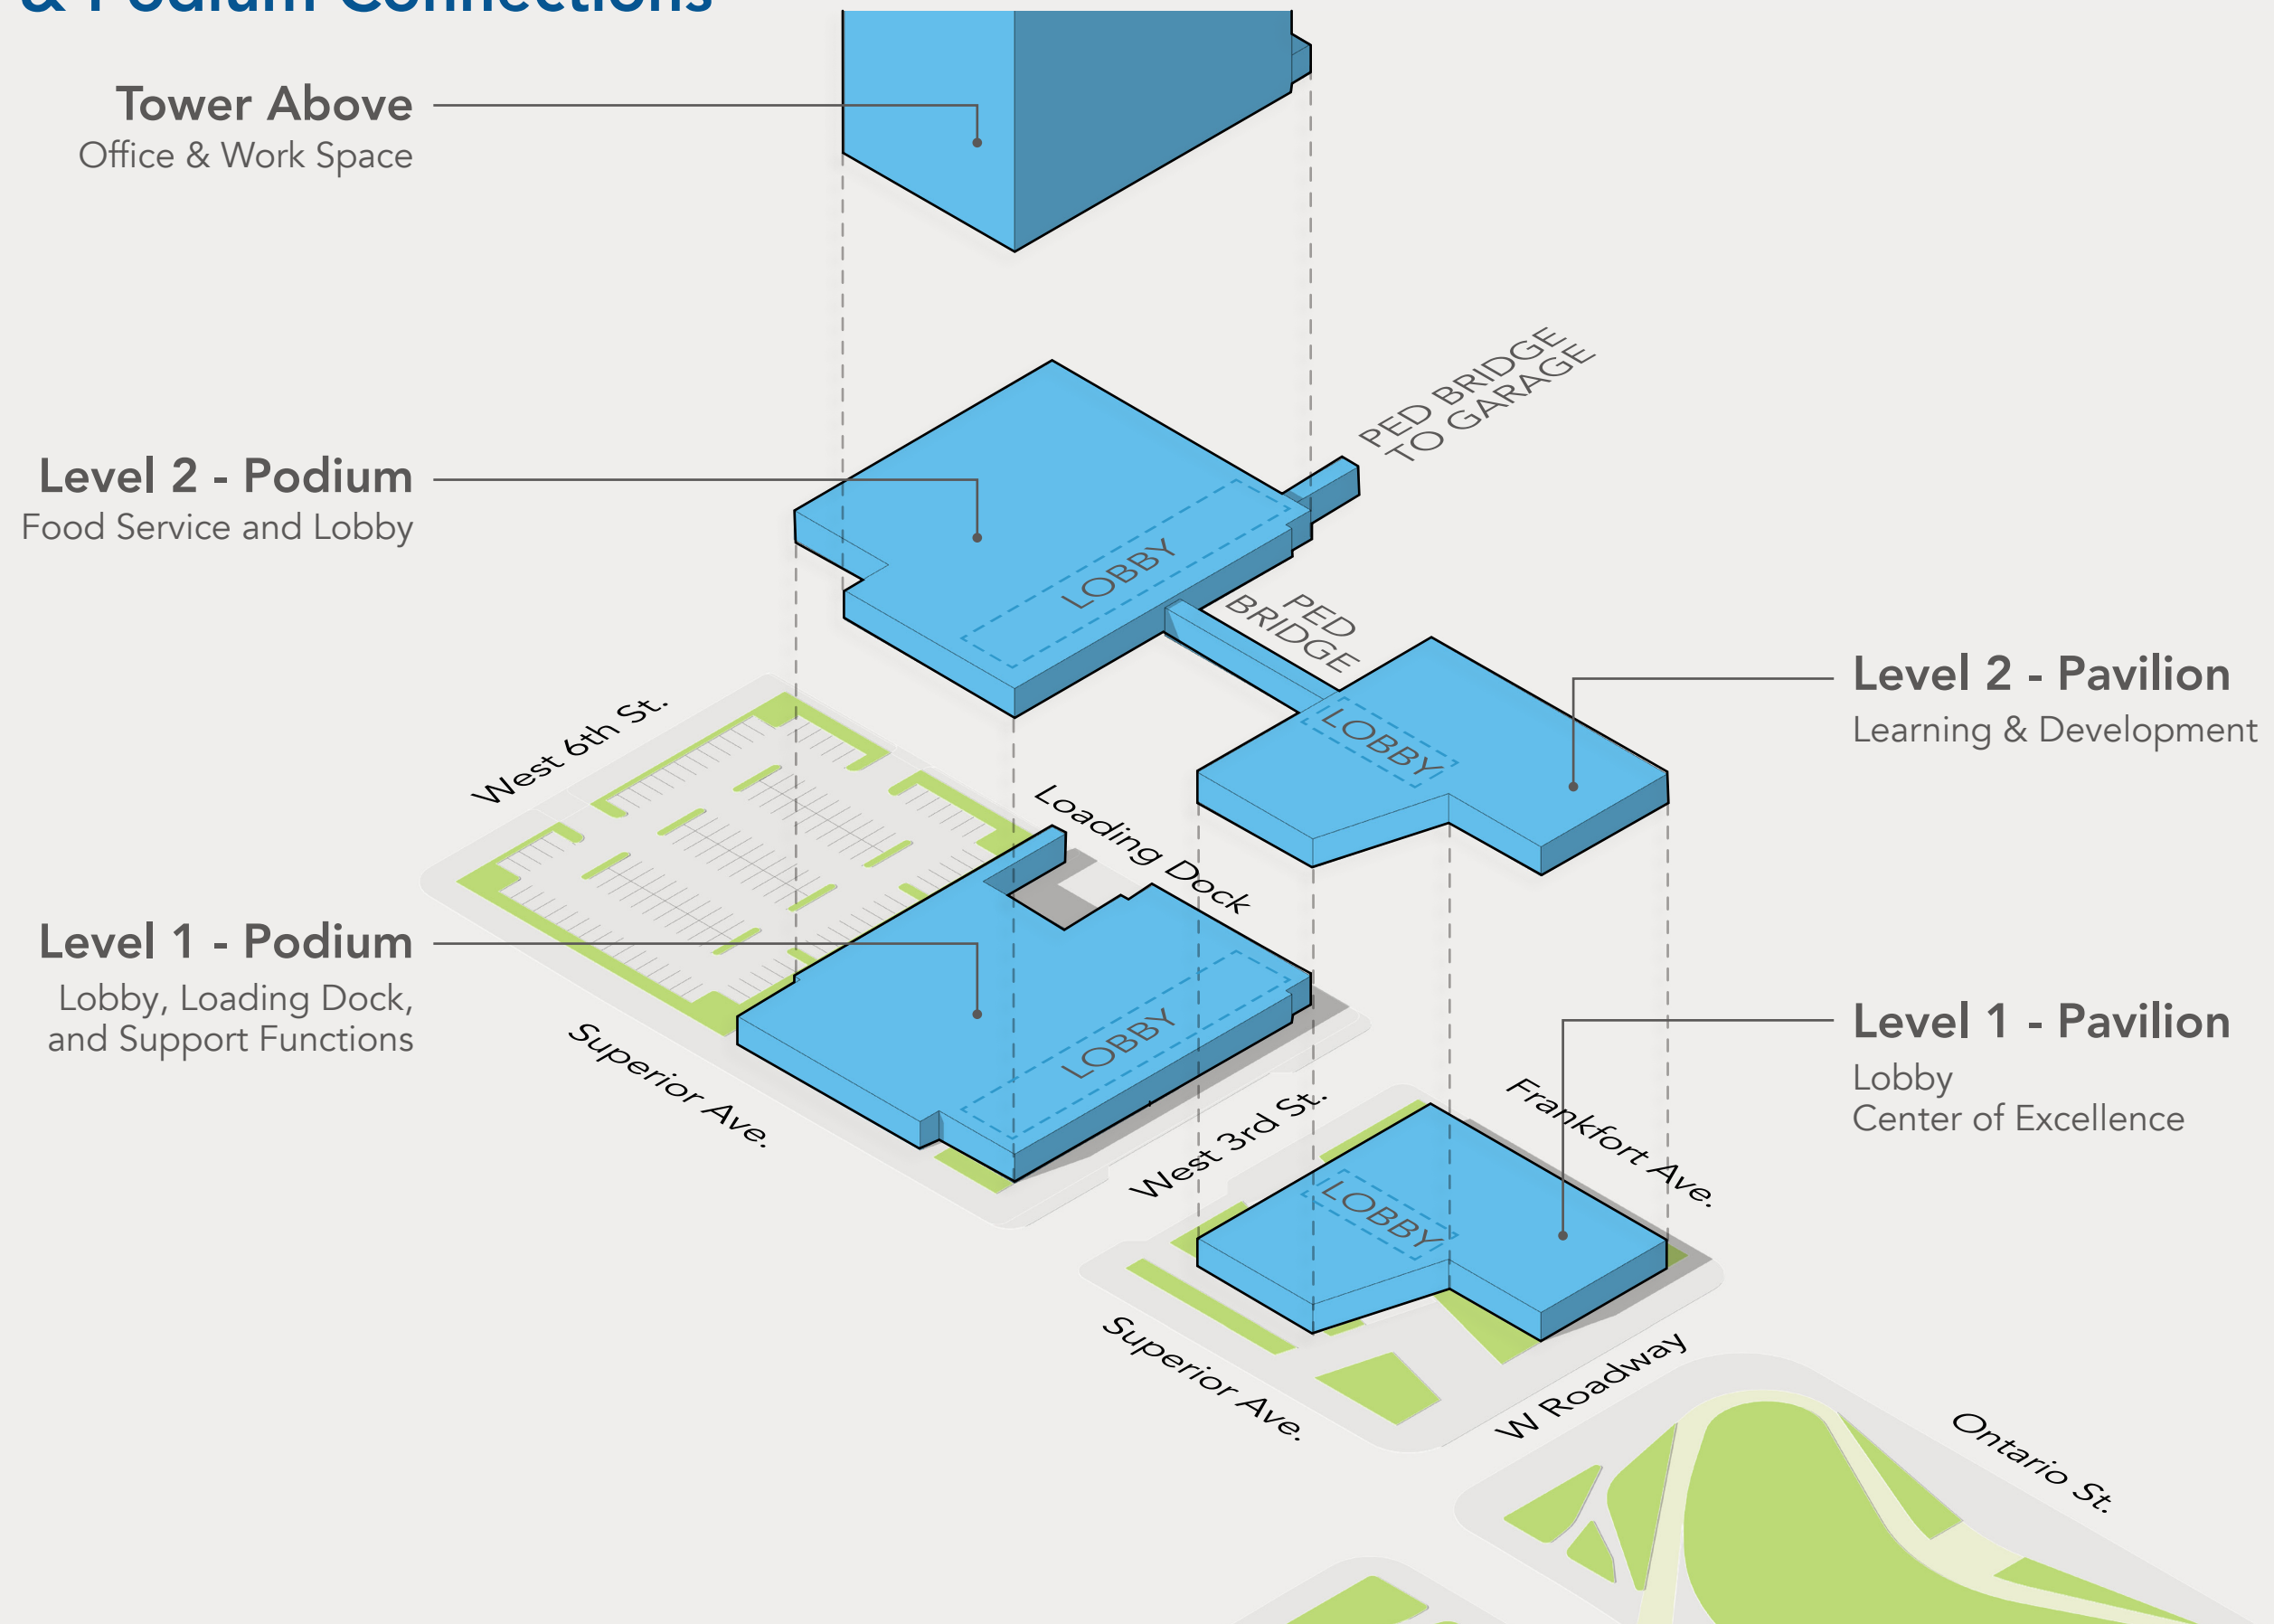 & Podium Connections
Tower Above
Office & Work Space
PED BRIDGE
TO GARAGE
Level 2 - Podium
Food Service and Lobby
LOBBY
PED
BRIDGE
Level 2 - Pavilion
Learning & Development
LOBBY
West 6th St.
Loading Dock
Level 1 - Podium
Lobby, Loading Dock,
and Support Functions
LOBBY
Superior Ave.
West 3rd St.
Frankfort Ave.
Level 1 - Pavilion
Lobby
Center of Excellence
LOBBY
Superior Ave.
W Roadway
Ontario St.